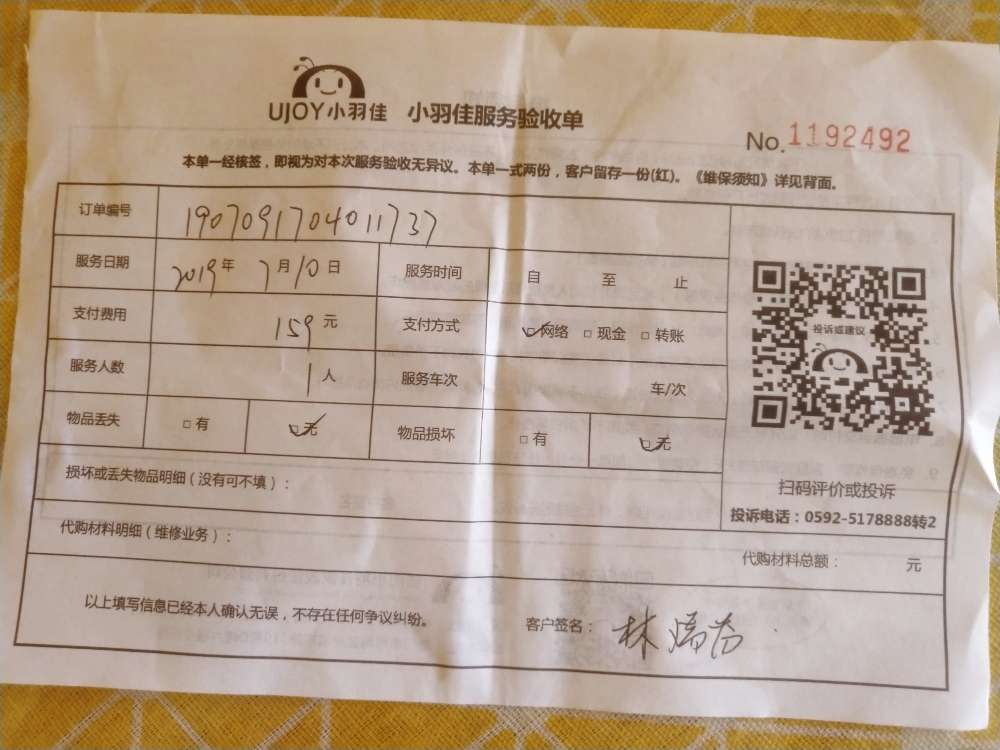 UJOY小羽佳 小羽佳服务验收单
No. 1192492
本单一经核签，即视为对本次服务验收无异议。本单一式两份，客户留存一份(红)。《维保须知》详见背面。
订单编号 190709170401 1737
服务日期 2019年 7月10日 服务时间 自 至 止
支付费用 159元 支付方式 □网络 □现金 □转账
投诉或建议
服务人数 1人 服务车次 车/次
物品丢失 □有 □无 物品损坏 □有 □无
损坏或丢失物品明细（没有可不填）：
扫码评价或投诉
投诉电话：0592-5178888转2
代购材料明细（维修业务）：
代购材料总额： 元
以上填写信息已经本人确认无误，不存在任何争议纠纷。
客户签名： 林